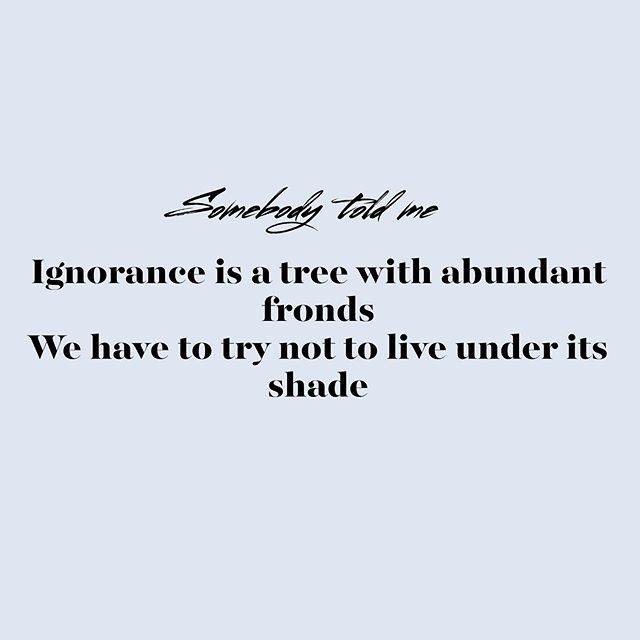 Somebody told me
Ignorance is a tree with abundant
fronds
We have to try not to live under its
shade